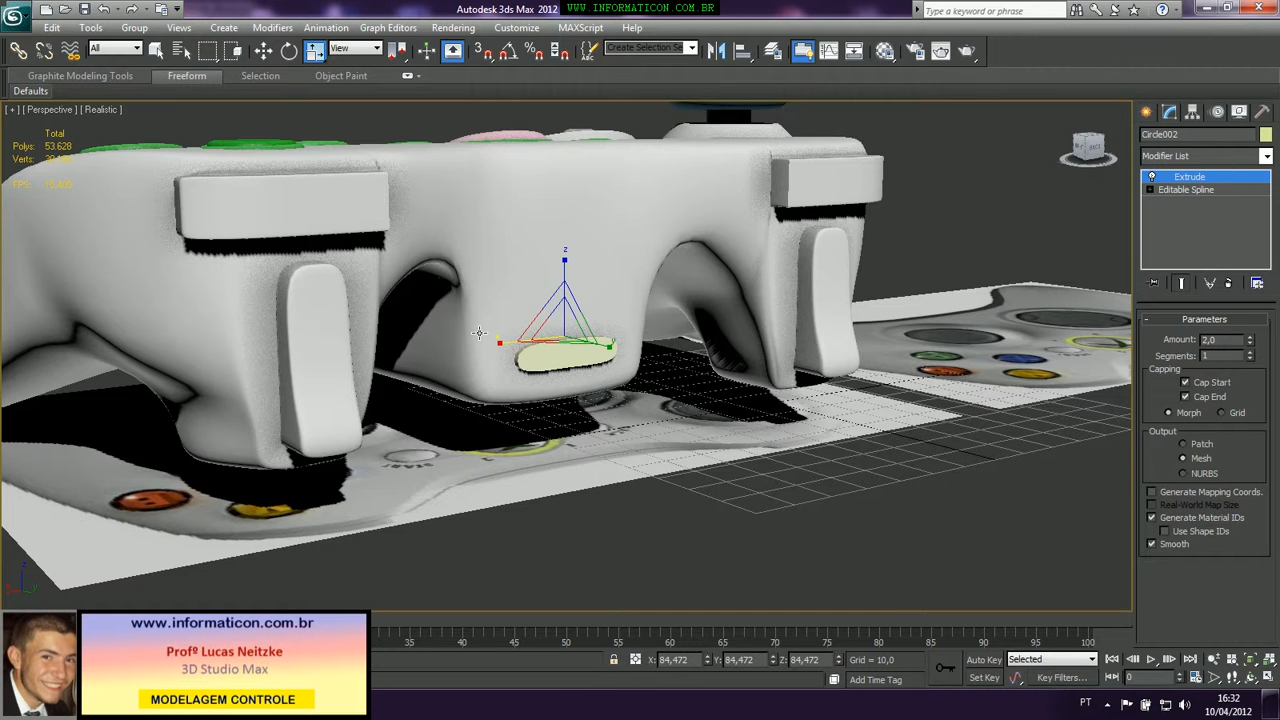 Autodesk 3ds Max 2012
WWW.INFORMATICON.COM.BR
Type a keyword or phrase
Edit Tools Group Views Create Modifiers Animation Graph Editors Rendering Customize MAXScript Help
All
View
Create Selection Se
Graphite Modeling Tools Freeform Selection Object Paint
Defaults
[ + ] [ Perspective ] [ Realistic ]
Total
Polys: 53.628
Verts:
FPS:
z
Circle002
Modifier List
Extrude
Editable Spline
Parameters
Amount: 2,0
Segments: 1
Capping
Cap Start
Cap End
Morph Grid
Output
Patch
Mesh
NURBS
Generate Mapping Coords.
Real-World Map Size
Generate Material IDs
Use Shape IDs
Smooth
START
35 40 45 50 55 60 65 70 75 80 85 90 95 100
X: 84,472 Y: 84,472 Z: 84,472 Grid = 10,0
Add Time Tag
Auto Key Selected
Set Key Key Filters...
0
www.informaticon.com.br
Profº Lucas Neitzke
3D Studio Max
MODELAGEM CONTROLE
PT
16:32
10/04/2012